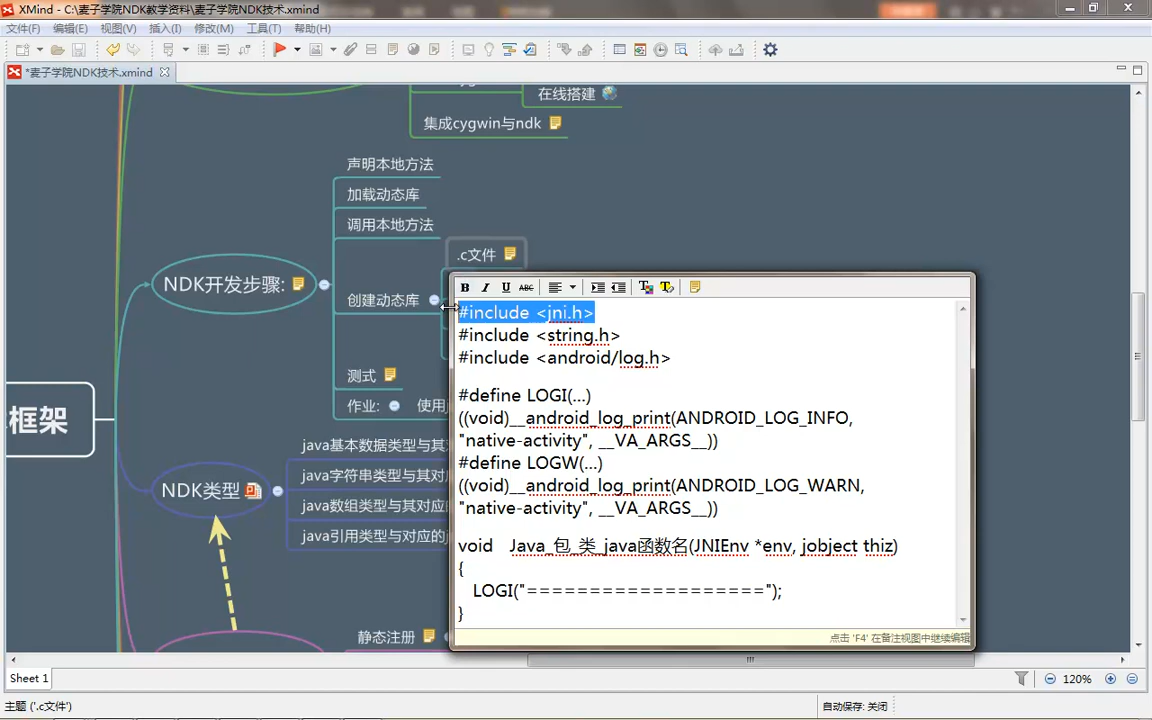 XMind - C:\麦子学院NDK教学资料\麦子学院NDK技术.xmind
文件(F) 编辑(E) 视图(V) 插入(I) 修改(M) 工具(T) 帮助(H)
*麦子学院NDK技术.xmind
在线搭建
集成cygwin与ndk
声明本地方法
加载动态库
调用本地方法
.c文件
NDK开发步骤:
创建动态库
测式
作业:
框架
java基本数据类型与其
java字符串类型与其对
NDK类型
java数组类型与其对应
java引用类型与对应的
静态注册
#include <jni.h>
#include <string.h>
#include <android/log.h>
#define LOGI(...)
((void)__android_log_print(ANDROID_LOG_INFO,
"native-activity", __VA_ARGS__))
#define LOGW(...)
((void)__android_log_print(ANDROID_LOG_WARN,
"native-activity", __VA_ARGS__))
void Java_包_类_java函数名(JNIEnv *env, jobject thiz)
{
LOGI("===================");
}
点击 'F4' 在备注视图中继续编辑
Sheet 1
120%
主题 ('.c文件')
自动保存: 关闭